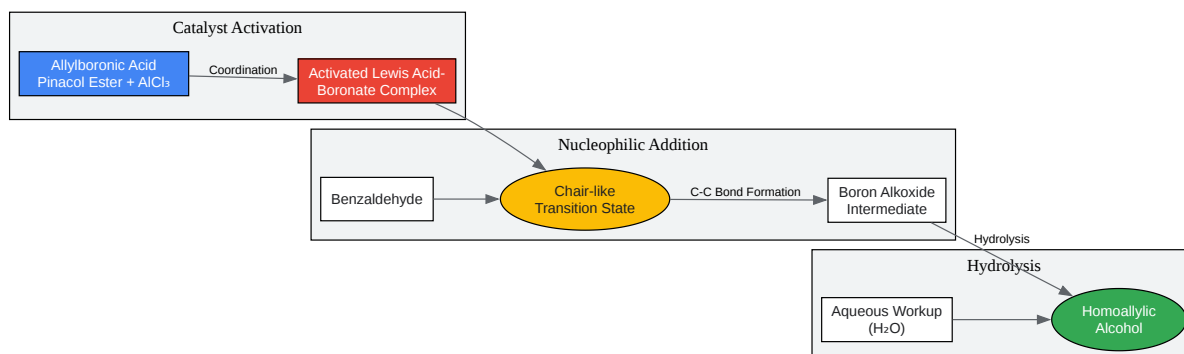 Catalyst Activation
Allylboronic Acid
Pinacol Ester + AlCl₃
Coordination
Activated Lewis Acid-
Boronate Complex
Nucleophilic Addition
Benzaldehyde
Chair-like
Transition State
C-C Bond Formation
Boron Alkoxide
Intermediate
Hydrolysis
Hydrolysis
Aqueous Workup
(H₂O)
Homoallylic
Alcohol